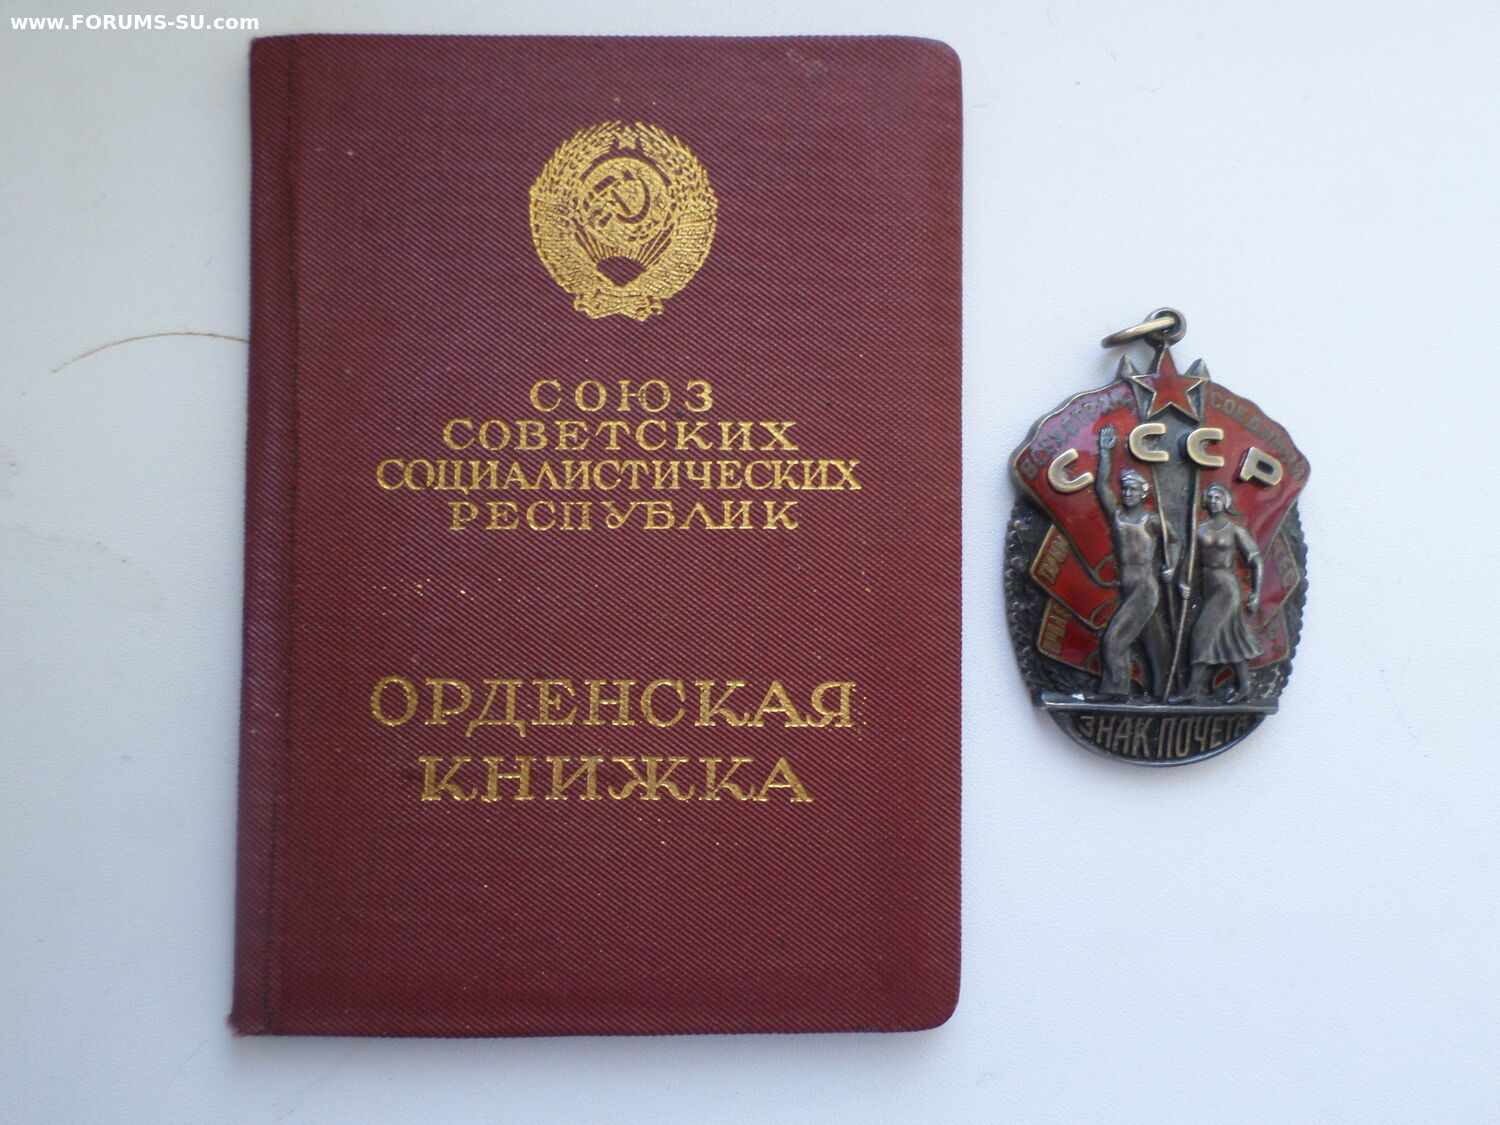 www.FORUMS-SU.com
СОЮЗ
СОВЕТСКИХ
СОЦИАЛИСТИЧЕСКИХ
РЕСПУБЛИК
ОРДЕНСКАЯ
КНИЖКА
СССР
ЗНАК ПОЧЕТА